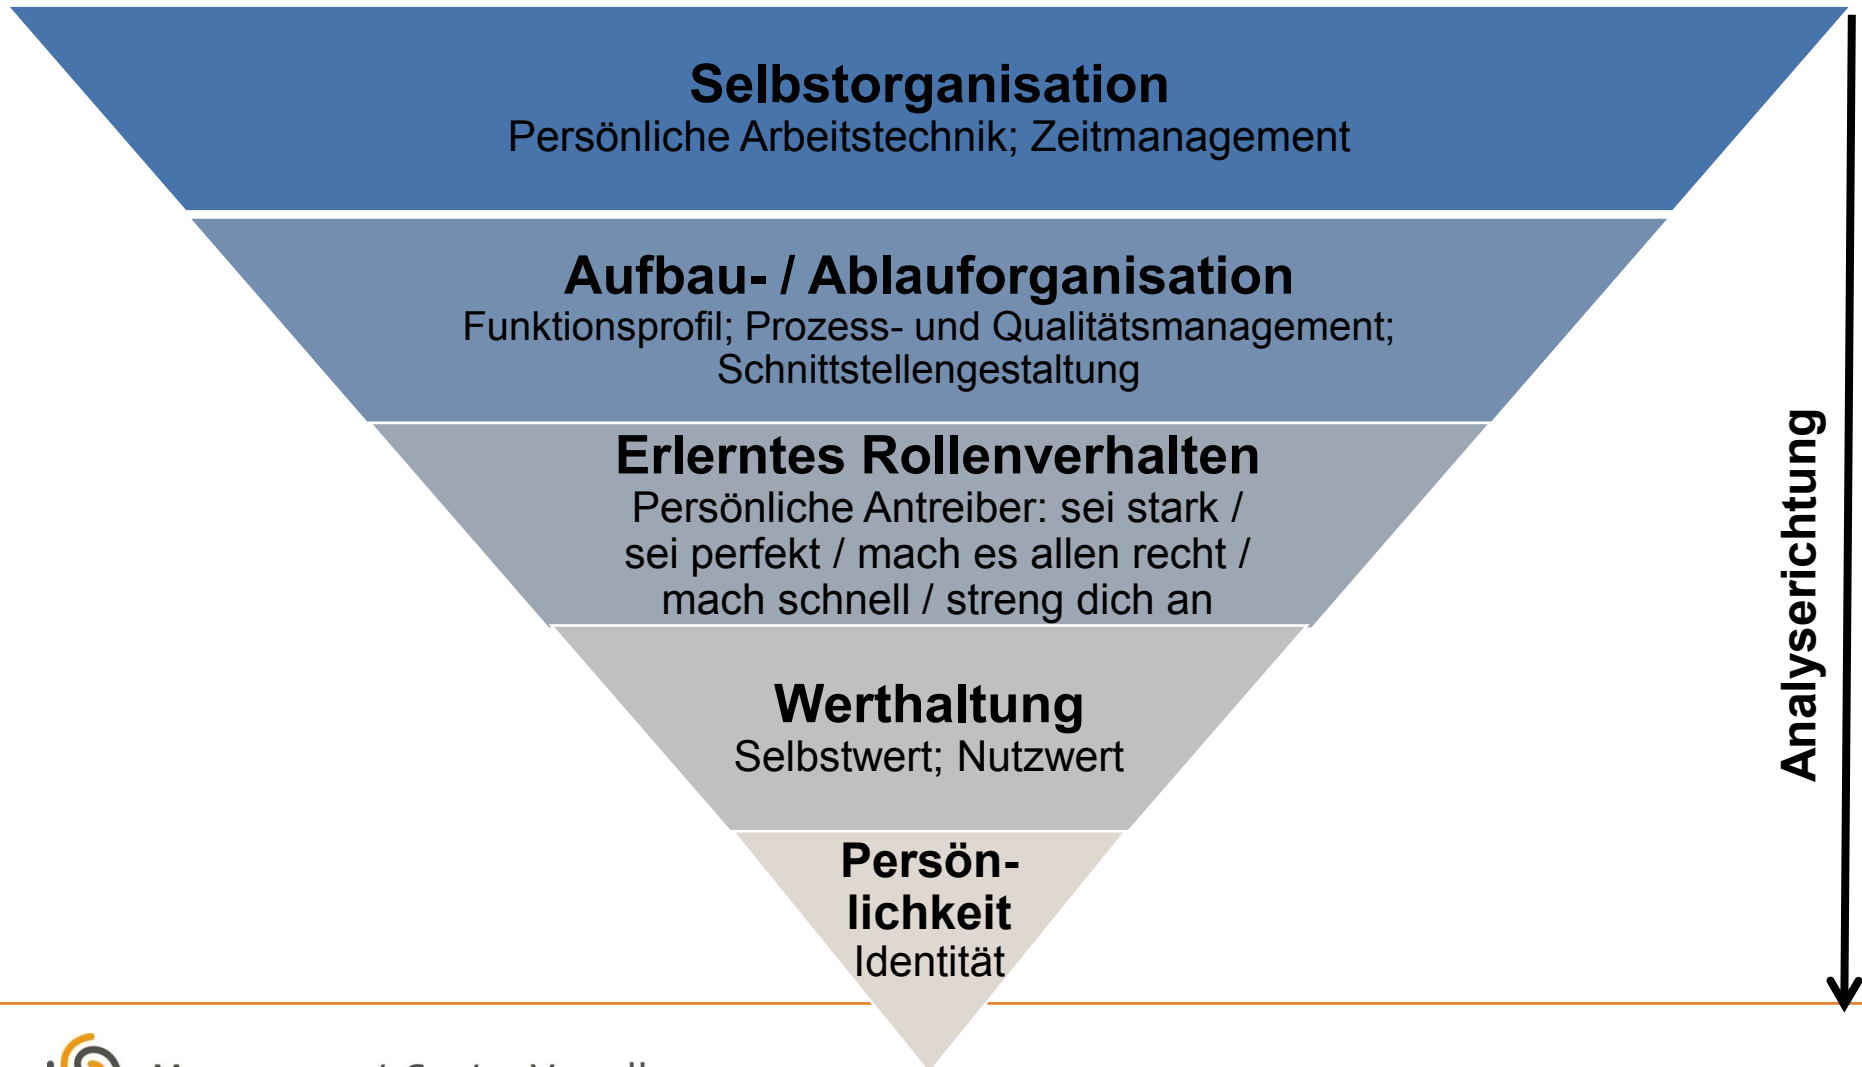 Selbstorganisation
Persönliche Arbeitstechnik; Zeitmanagement
Aufbau- / Ablauforganisation
Funktionsprofil; Prozess- und Qualitätsmanagement;
Schnittstellengestaltung
Erlerntes Rollenverhalten
Persönliche Antreiber: sei stark /
sei perfekt / mach es allen recht /
mach schnell / streng dich an
Werthaltung
Selbstwert; Nutzwert
Persön-
lichkeit
Identität
Analyserichtung